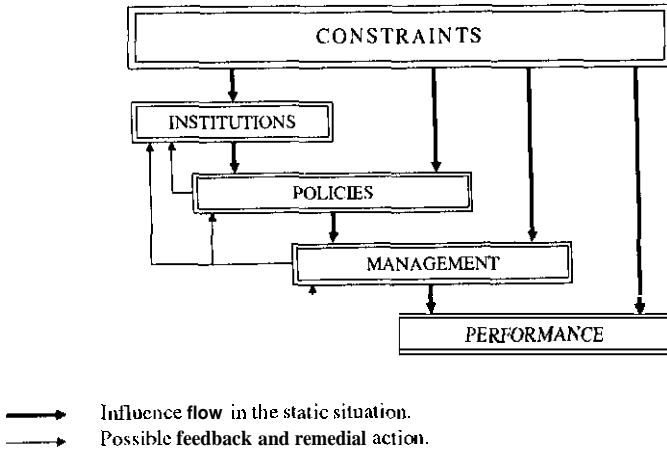 CONSTRAINTS
INSTITUTIONS
POLICIES
MANAGEMENT
PERFORMANCE
Influence flow in the static situation.
Possible feedback and remedial action.